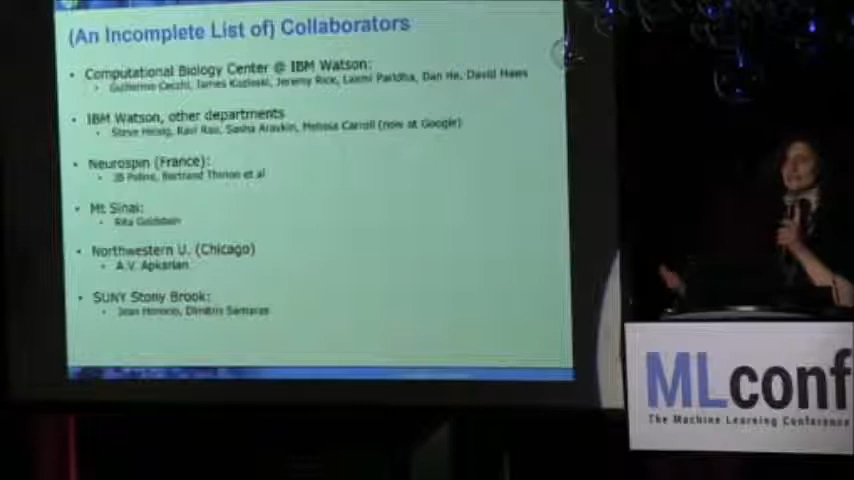 (An Incomplete List of) Collaborators
Computational Biology Center @ IBM Watson:
Guillermo Cecchi, James Kozloski, Jeremy Rice, Laxmi Parida, Dan He, David Haws
IBM Watson, other departments
Steve Heisig, Ravi Rao, Sasha Aravkin, Melissa Carroll (now at Google)
Neurospin (France):
JB Poline, Bertrand Thirion et al
Mt Sinai:
Rita Goldstein
Northwestern U. (Chicago)
A.V. Apkarian
SUNY Stony Brook:
Jean Honorio, Dimitris Samaras
MLconf
The Machine Learning Conference